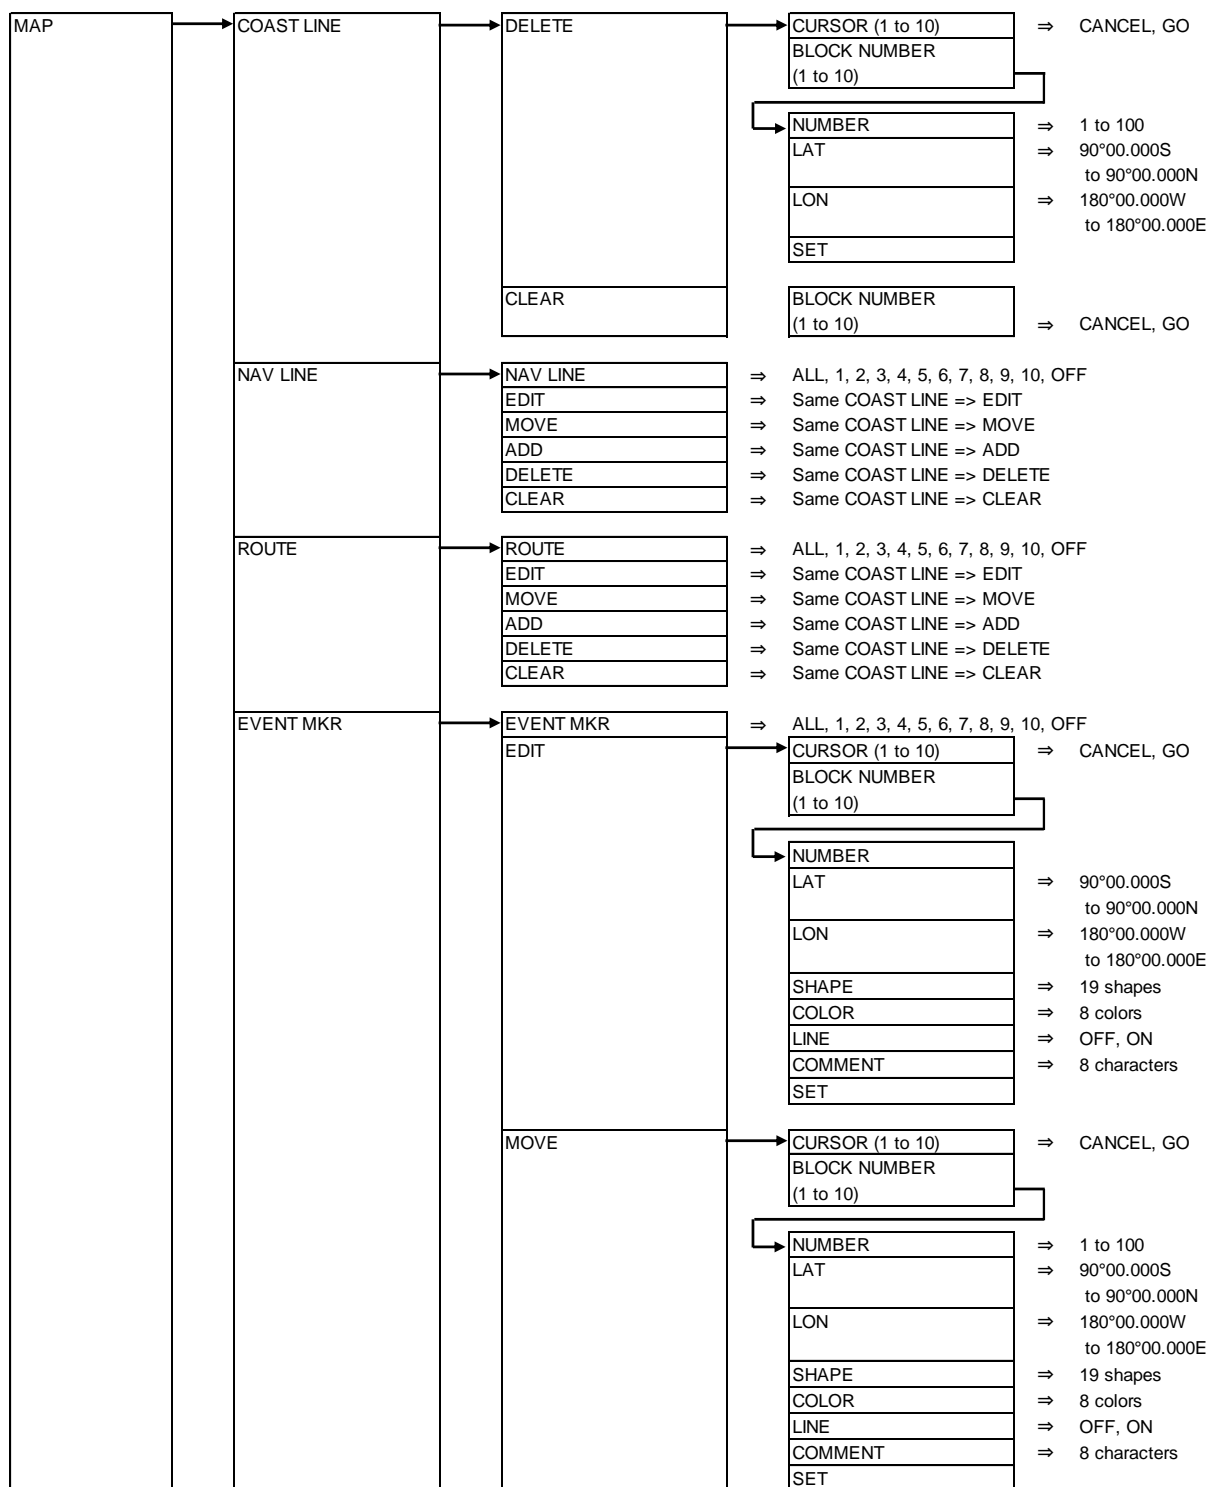 MAP COAST LINE DELETE CURSOR (1 to 10) ⇒ CANCEL, GO
BLOCK NUMBER
(1 to 10)
NUMBER ⇒ 1 to 100
LAT ⇒ 90°00.000S
to 90°00.000N
LON ⇒ 180°00.000W
to 180°00.000E
SET
CLEAR BLOCK NUMBER
(1 to 10) ⇒ CANCEL, GO
NAV LINE NAV LINE ⇒ ALL, 1, 2, 3, 4, 5, 6, 7, 8, 9, 10, OFF
EDIT ⇒ Same COAST LINE => EDIT
MOVE ⇒ Same COAST LINE => MOVE
ADD ⇒ Same COAST LINE => ADD
DELETE ⇒ Same COAST LINE => DELETE
CLEAR ⇒ Same COAST LINE => CLEAR
ROUTE ROUTE ⇒ ALL, 1, 2, 3, 4, 5, 6, 7, 8, 9, 10, OFF
EDIT ⇒ Same COAST LINE => EDIT
MOVE ⇒ Same COAST LINE => MOVE
ADD ⇒ Same COAST LINE => ADD
DELETE ⇒ Same COAST LINE => DELETE
CLEAR ⇒ Same COAST LINE => CLEAR
EVENT MKR EVENT MKR ⇒ ALL, 1, 2, 3, 4, 5, 6, 7, 8, 9, 10, OFF
EDIT CURSOR (1 to 10) ⇒ CANCEL, GO
BLOCK NUMBER
(1 to 10)
NUMBER
LAT ⇒ 90°00.000S
to 90°00.000N
LON ⇒ 180°00.000W
to 180°00.000E
SHAPE ⇒ 19 shapes
COLOR ⇒ 8 colors
LINE ⇒ OFF, ON
COMMENT ⇒ 8 characters
SET
MOVE CURSOR (1 to 10) ⇒ CANCEL, GO
BLOCK NUMBER
(1 to 10)
NUMBER ⇒ 1 to 100
LAT ⇒ 90°00.000S
to 90°00.000N
LON ⇒ 180°00.000W
to 180°00.000E
SHAPE ⇒ 19 shapes
COLOR ⇒ 8 colors
LINE ⇒ OFF, ON
COMMENT ⇒ 8 characters
SET